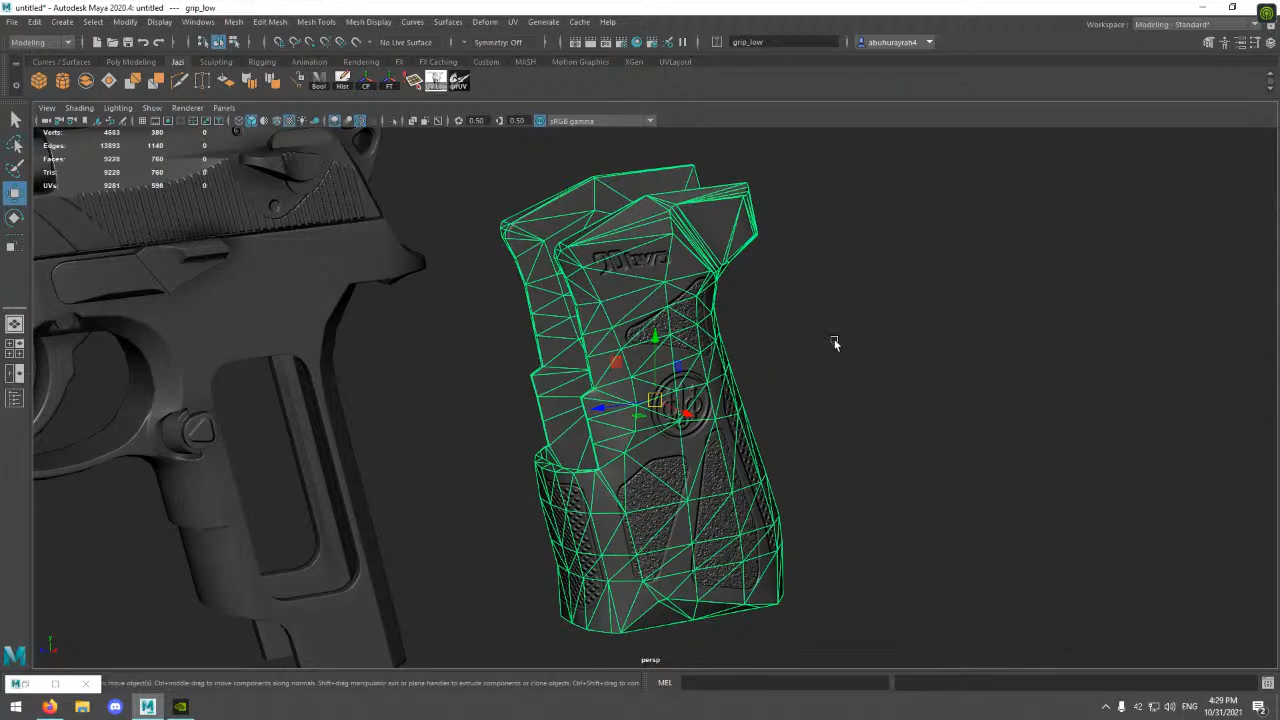 untitled* - Autodesk Maya 2020.4: untitled --- grip_low
File Edit Create Select Modify Display Windows Mesh Edit Mesh Mesh Tools Mesh Display Curves Surfaces Deform UV Generate Cache Help
Workspace : Modeling - Standard*
Modeling No Live Surface Symmetry: Off grip_low abuhurayrah4
Curves / Surfaces Poly Modeling Jazi Sculpting Rigging Animation Rendering FX FX Caching Custom MASH Motion Graphics XGen UVLayout
Bool Hist CP FT
View Shading Lighting Show Renderer Panels
0.50 0.50 sRGB gamma
Verts: 4683 380 0
Edges: 13893 1140 0
Faces: 9228 760 0
Tris: 9228 760 0
UVs: 9281 598 0
persp
move object(s). Ctrl+middle-drag to move components along normals. Shift+drag manipulator axis or plane handles to extrude components or clone objects. Ctrl+Shift+drag to con
MEL
ENG
4:29 PM
10/31/2021
2